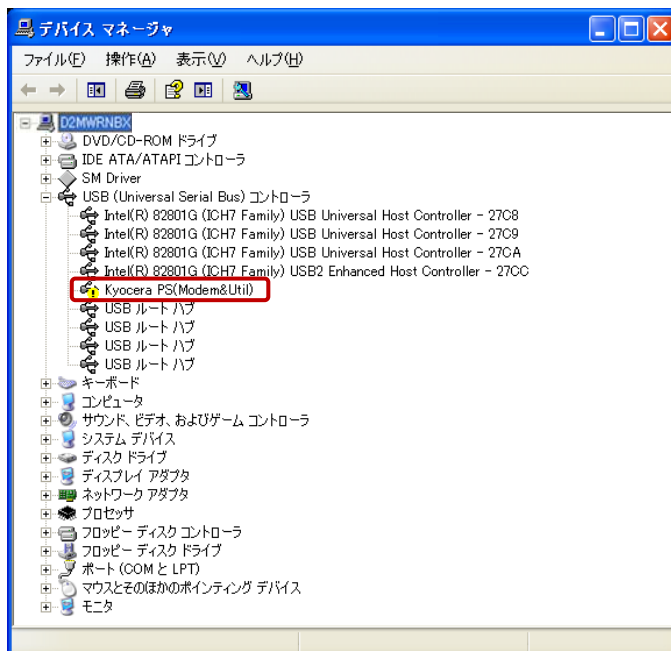 デバイス マネージャ
ファイル(F) 操作(A) 表示(V) ヘルプ(H)
D2MWRNBX
DVD/CD-ROM ドライブ
IDE ATA/ATAPI コントローラ
SM Driver
USB (Universal Serial Bus) コントローラ
Intel(R) 82801G (ICH7 Family) USB Universal Host Controller - 27C8
Intel(R) 82801G (ICH7 Family) USB Universal Host Controller - 27C9
Intel(R) 82801G (ICH7 Family) USB Universal Host Controller - 27CA
Intel(R) 82801G (ICH7 Family) USB2 Enhanced Host Controller - 27CC
Kyocera PS(Modem&Util)
USB ルート ハブ
USB ルート ハブ
USB ルート ハブ
USB ルート ハブ
キーボード
コンピュータ
サウンド、ビデオ、およびゲーム コントローラ
システム デバイス
ディスク ドライブ
ディスプレイ アダプタ
ネットワーク アダプタ
プロセッサ
フロッピー ディスク コントローラ
フロッピー ディスク ドライブ
ポート (COM と LPT)
マウスとそのほかのポインティング デバイス
モニタ